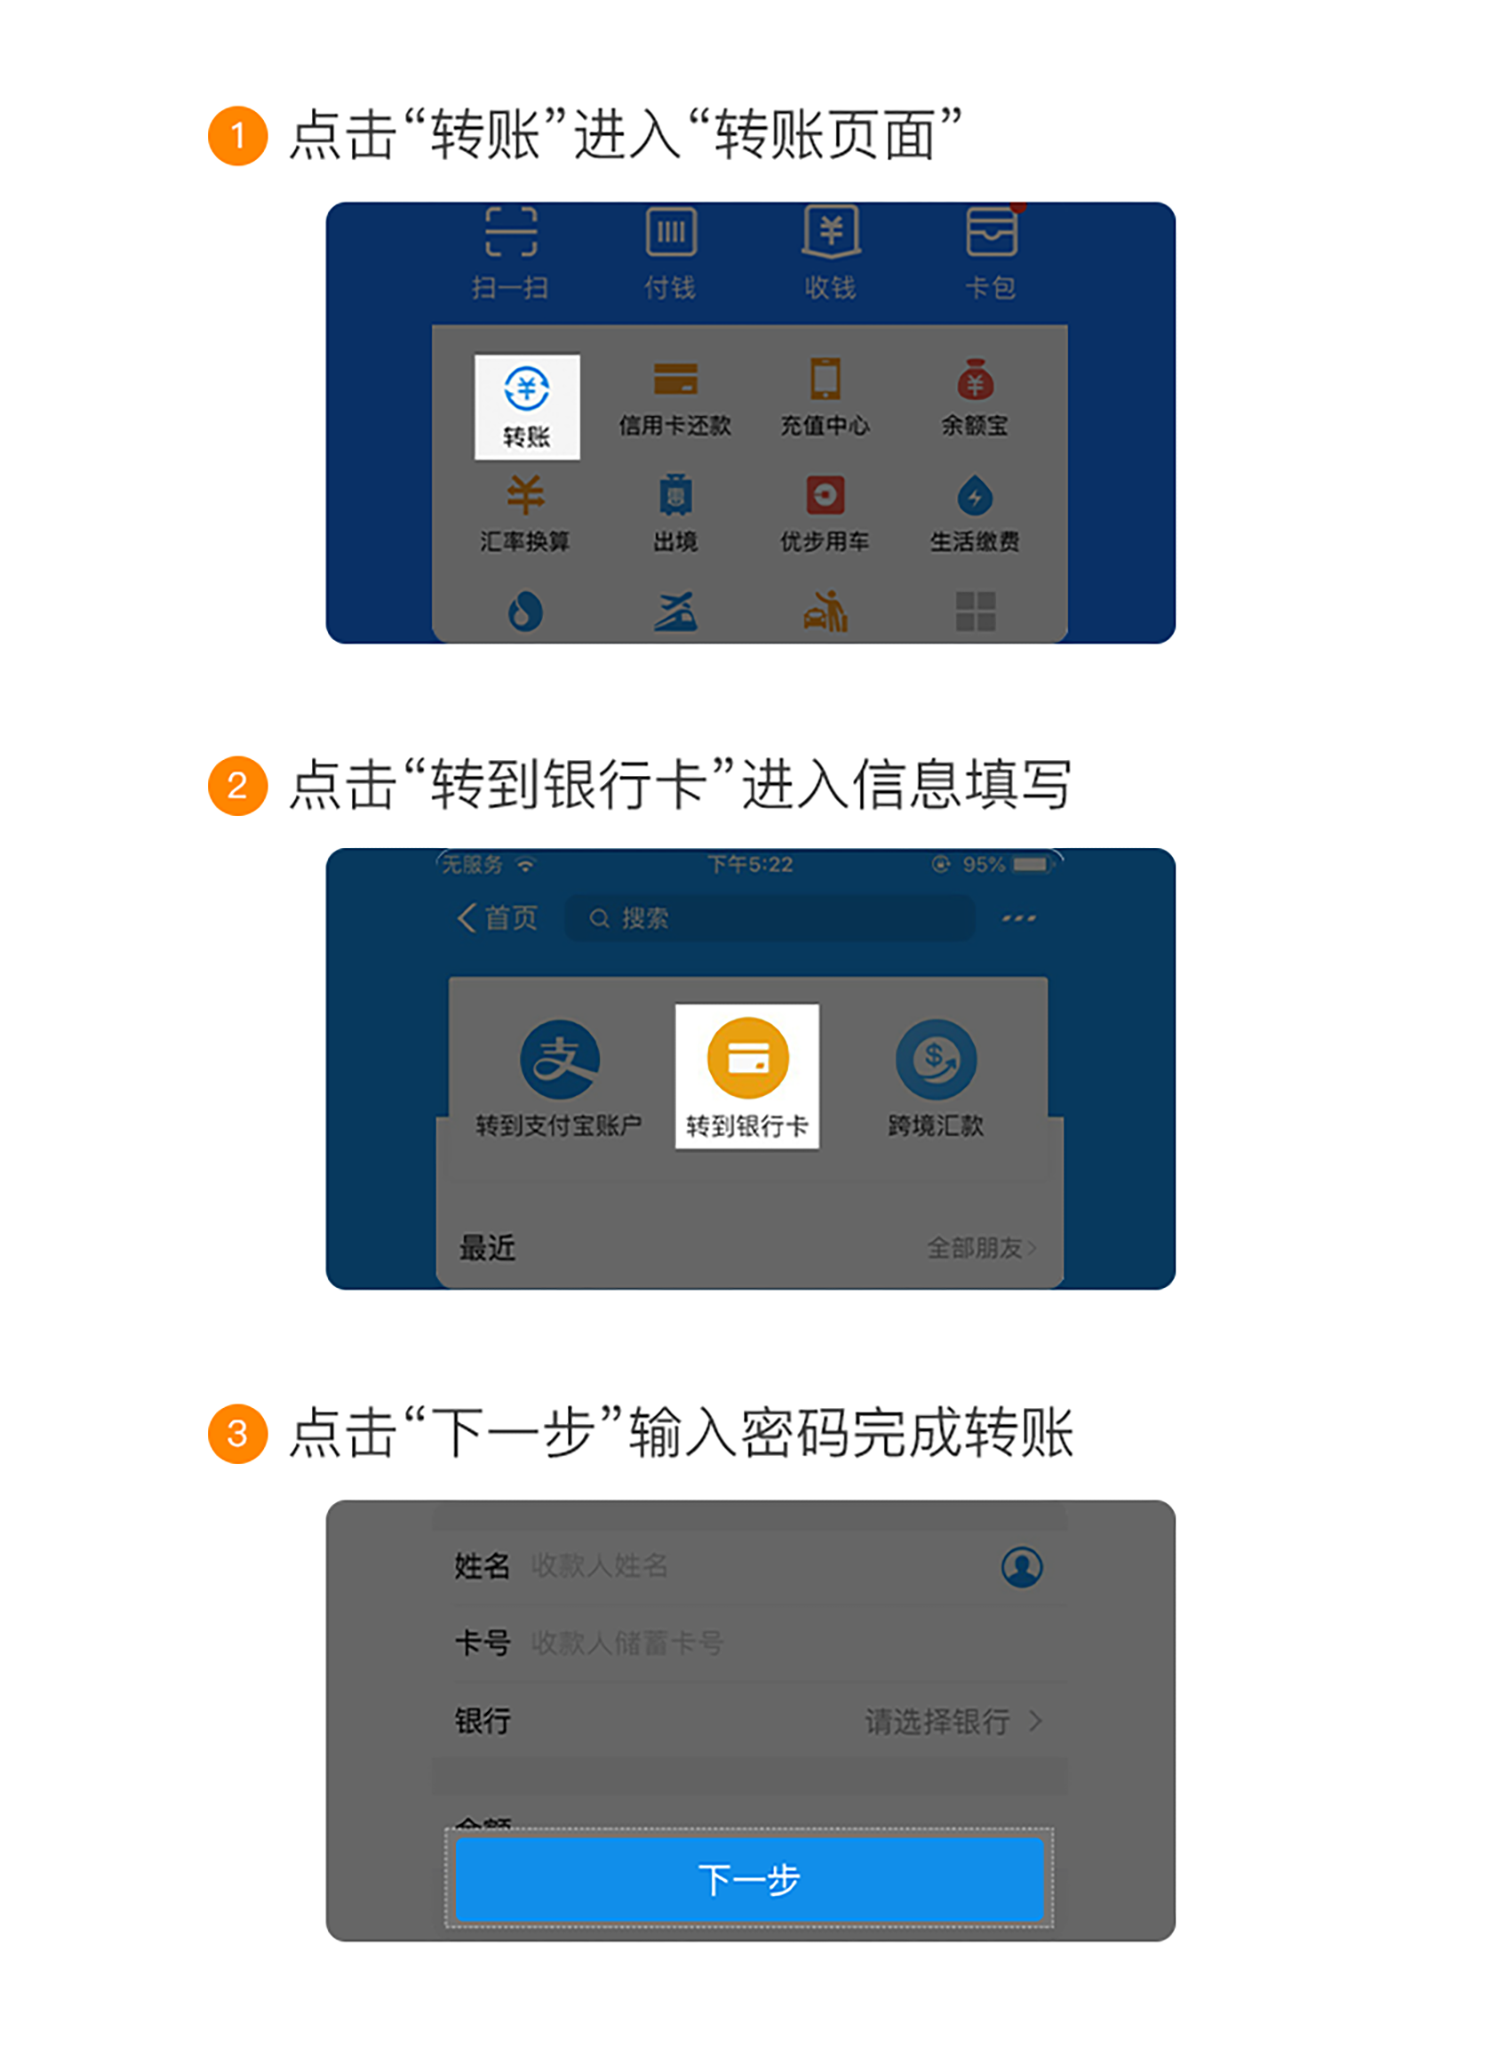 1 点击“转账”进入“转账页面”
扫一扫 付钱 收钱 卡包
转账 信用卡还款 充值中心 余额宝
汇率换算 出境 优步用车 生活缴费
2 点击“转到银行卡”进入信息填写
无服务 下午5:22 95%
首页 搜索
转到支付宝账户 转到银行卡 跨境汇款
最近 全部朋友
3 点击“下一步”输入密码完成转账
姓名 收款人姓名
卡号 收款人储蓄卡号
银行 请选择银行
下一步